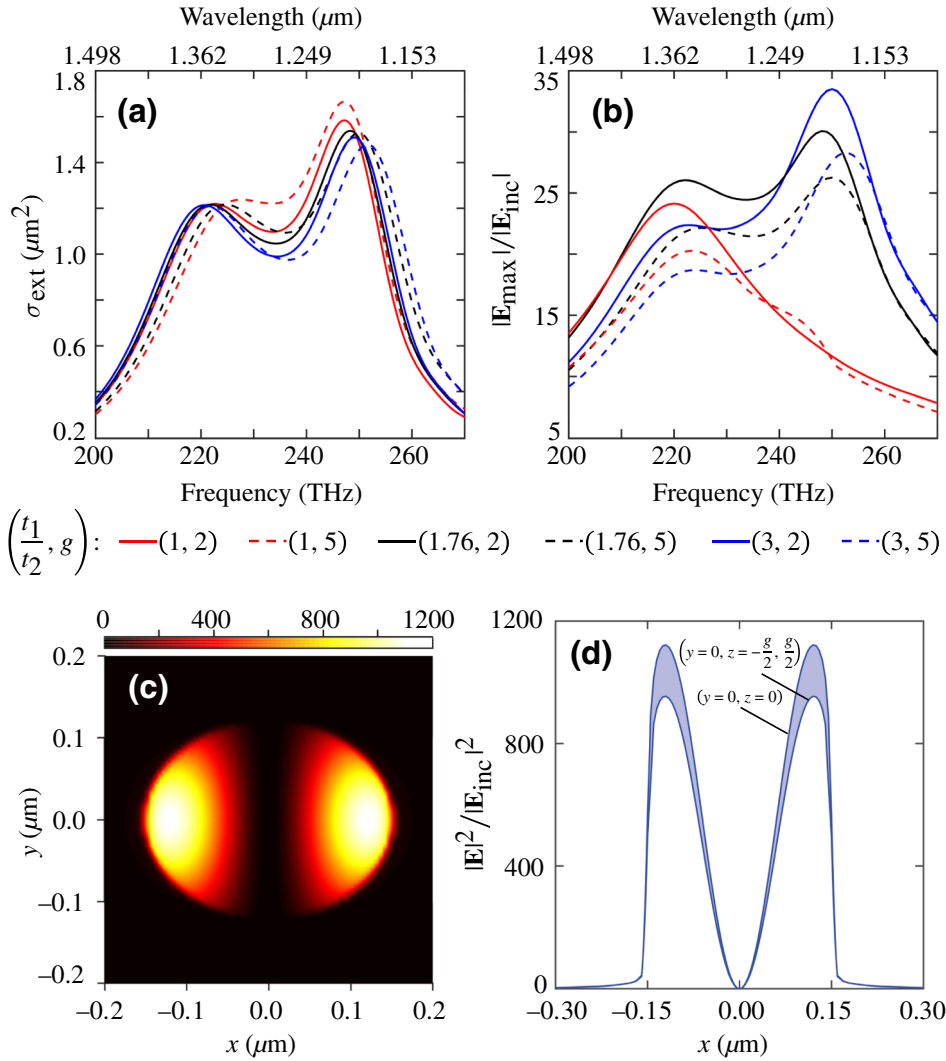 Wavelength (μm)
1.498 1.362 1.249 1.153
(a)
σext (μm²)
1.8
1.4
1.0
0.6
0.2
200 220 240 260
Frequency (THz)
Wavelength (μm)
1.498 1.362 1.249 1.153
(b)
|Emax|/|Einc|
35
25
15
5
200 220 240 260
Frequency (THz)
(t1/t2, g): (1, 2) (1, 5) (1.76, 2) (1.76, 5) (3, 2) (3, 5)
0 400 800 1200
(c)
y (μm)
0.2
0.1
0.0
−0.1
−0.2
−0.2 −0.1 0.0 0.1 0.2
x (μm)
(d)
|E|²/|Einc|²
1200
800
400
0
(y = 0, z = −g/2, g/2)
(y = 0, z = 0)
−0.30 −0.15 0.00 0.15 0.30
x (μm)